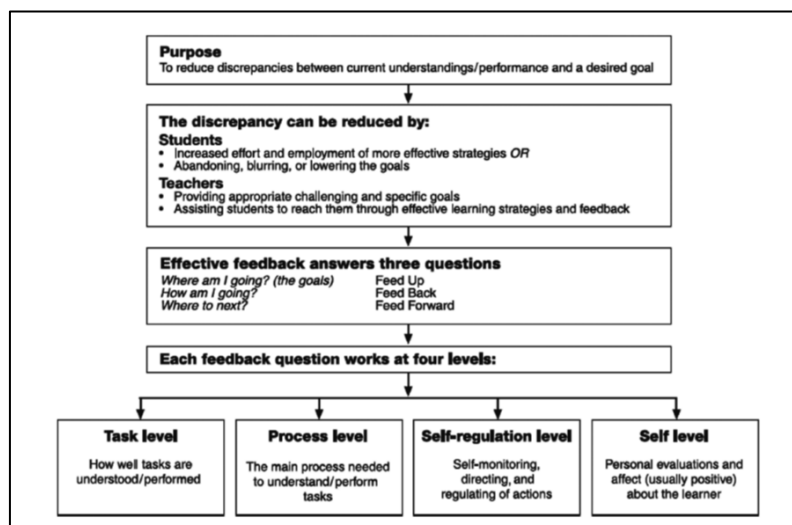 Purpose
To reduce discrepancies between current understandings/performance and a desired goal
The discrepancy can be reduced by:
Students
• Increased effort and employment of more effective strategies OR
• Abandoning, blurring, or lowering the goals
Teachers
• Providing appropriate challenging and specific goals
• Assisting students to reach them through effective learning strategies and feedback
Effective feedback answers three questions
Where am I going? (the goals) Feed Up
How am I going? Feed Back
Where to next? Feed Forward
Each feedback question works at four levels:
Task level
How well tasks are
understood/performed
Process level
The main process needed
to understand/perform
tasks
Self-regulation level
Self-monitoring,
directing, and
regulating of actions
Self level
Personal evaluations and
affect (usually positive)
about the learner